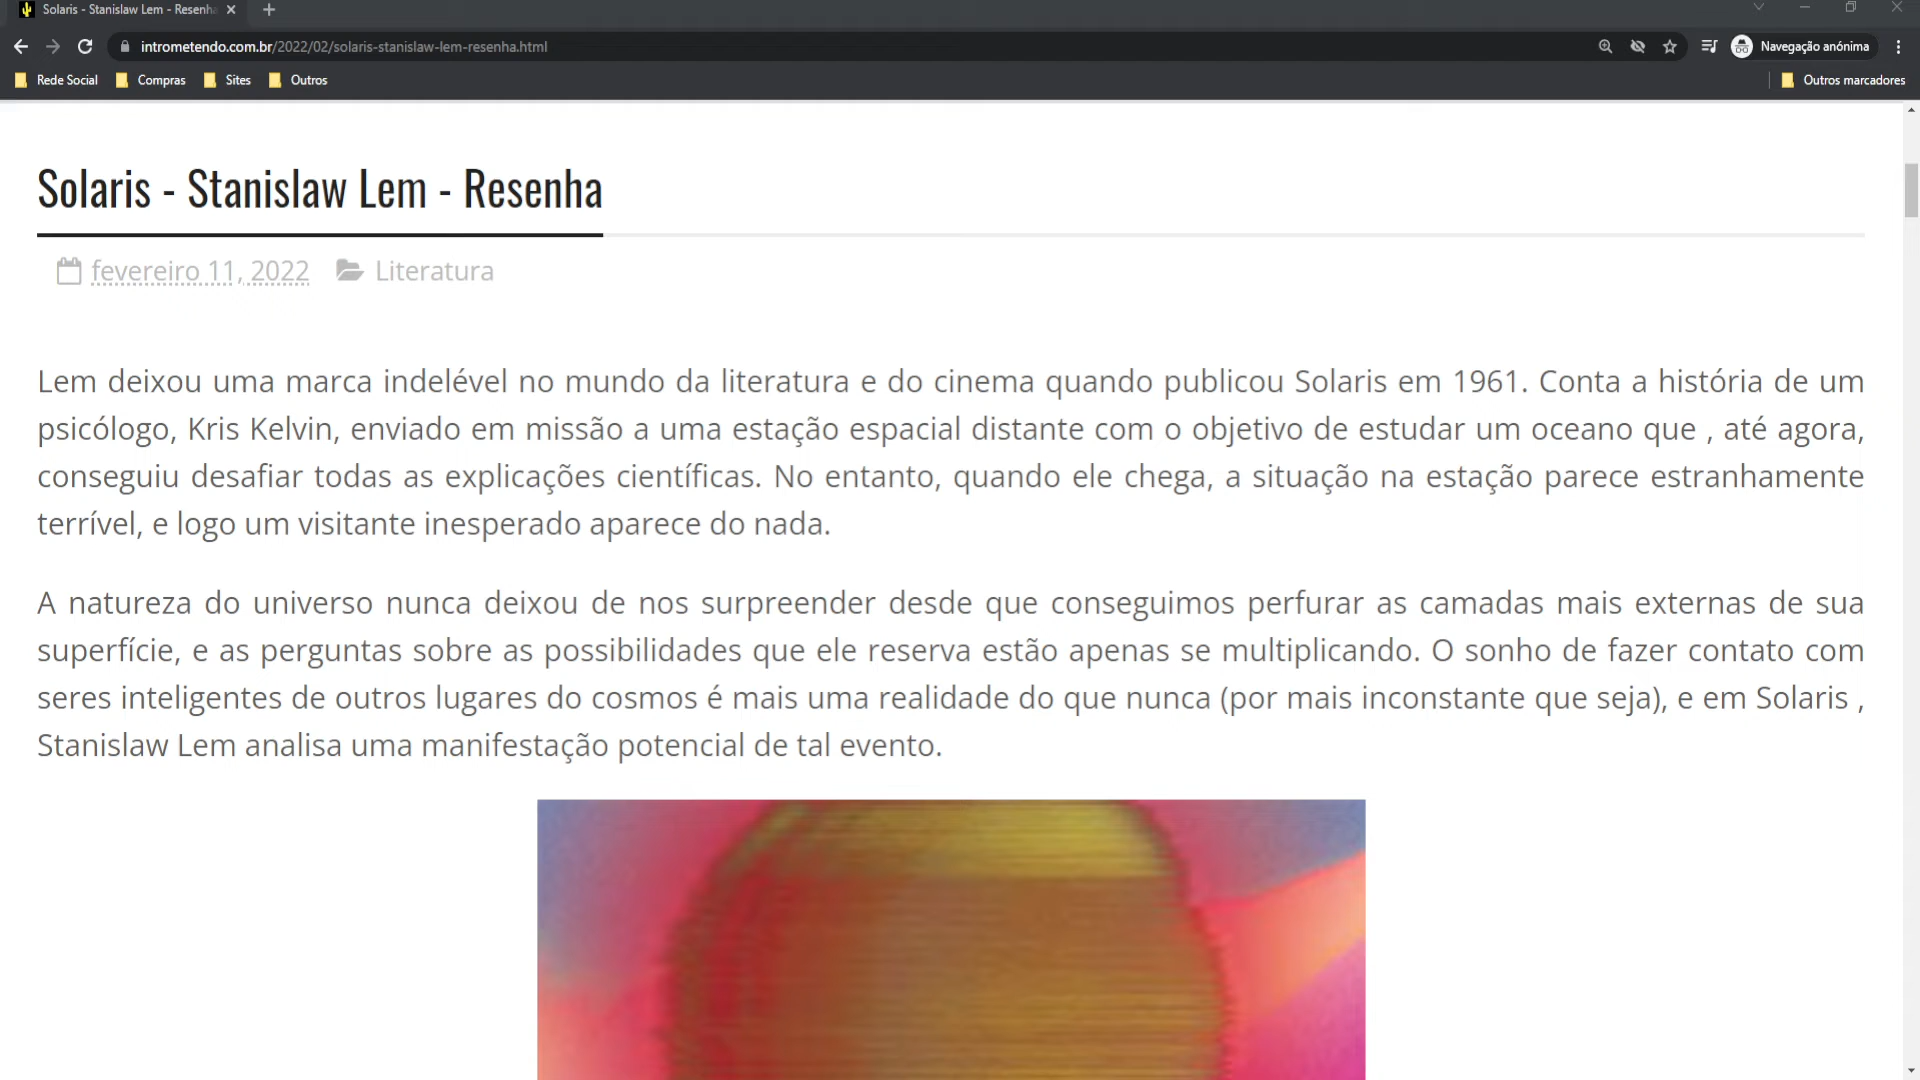 Solaris - Stanislaw Lem - Resenha
intrometendo.com.br/2022/02/solaris-stanislaw-lem-resenha.html
Navegação anónima
Rede Social
Compras
Sites
Outros
Outros marcadores
Solaris - Stanislaw Lem - Resenha
fevereiro 11, 2022 Literatura
Lem deixou uma marca indelével no mundo da literatura e do cinema quando publicou Solaris em 1961. Conta a história de um
psicólogo, Kris Kelvin, enviado em missão a uma estação espacial distante com o objetivo de estudar um oceano que , até agora,
conseguiu desafiar todas as explicações científicas. No entanto, quando ele chega, a situação na estação parece estranhamente
terrível, e logo um visitante inesperado aparece do nada.
A natureza do universo nunca deixou de nos surpreender desde que conseguimos perfurar as camadas mais externas de sua
superfície, e as perguntas sobre as possibilidades que ele reserva estão apenas se multiplicando. O sonho de fazer contato com
seres inteligentes de outros lugares do cosmos é mais uma realidade do que nunca (por mais inconstante que seja), e em Solaris ,
Stanislaw Lem analisa uma manifestação potencial de tal evento.